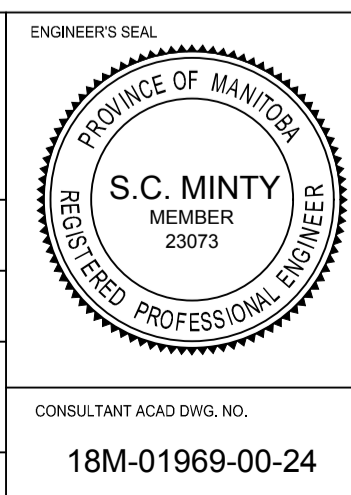 ENGINEER'S SEAL
PROVINCE OF MANITOBA
S.C. MINTY
MEMBER
23073
REGISTERED PROFESSIONAL ENGINEER
CONSULTANT ACAD DWG. NO.
18M-01969-00-24